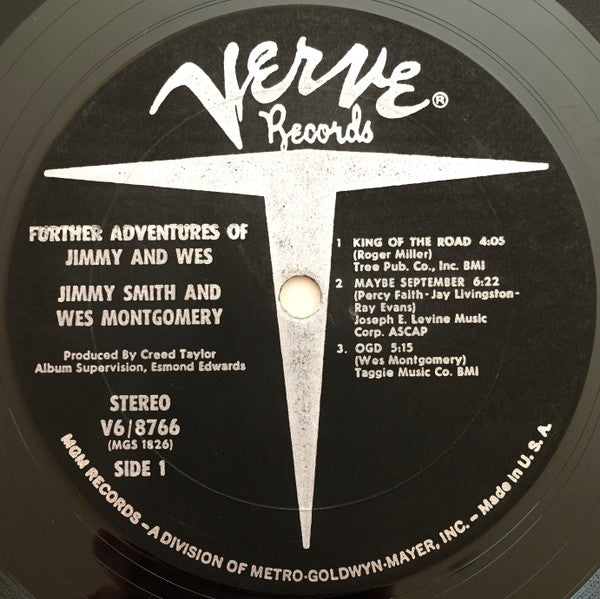 VERVE®
Records
FURTHER ADVENTURES OF
JIMMY AND WES
JIMMY SMITH AND
WES MONTGOMERY
Produced By Creed Taylor
Album Supervision, Esmond Edwards
STEREO
V6/8766
(MGS 1826)
SIDE 1
1 KING OF THE ROAD 4:05
(Roger Miller)
Tree Pub. Co., Inc. BMI
2 MAYBE SEPTEMBER 6:22
(Percy Faith-Jay Livingston-
Ray Evans)
Joseph E. Levine Music
Corp. ASCAP
3. OGD 5:15
(Wes Montgomery)
Taggie Music Co. BMI
MGM RECORDS – A DIVISION OF METRO-GOLDWYN-MAYER, INC. – Made in U. S. A.